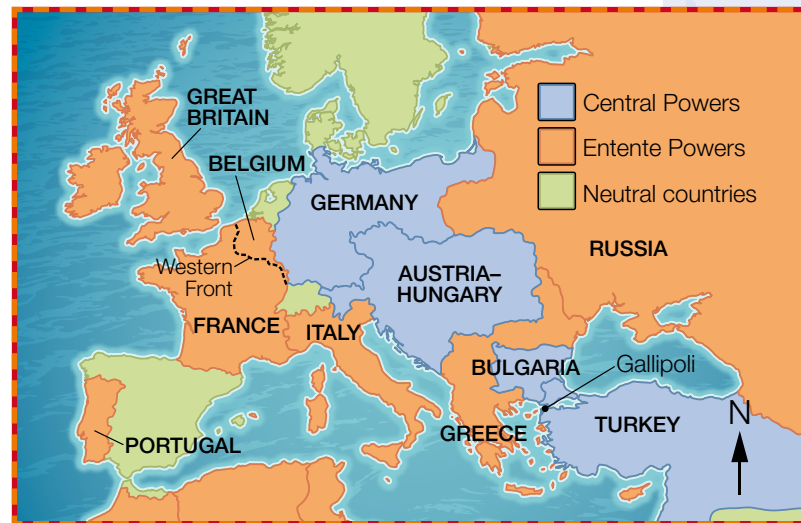 GREAT
BRITAIN
BELGIUM
GERMANY
Central Powers
Entente Powers
Neutral countries
RUSSIA
Western
Front
AUSTRIA–
HUNGARY
FRANCE
ITALY
BULGARIA
Gallipoli
PORTUGAL
GREECE
TURKEY
N